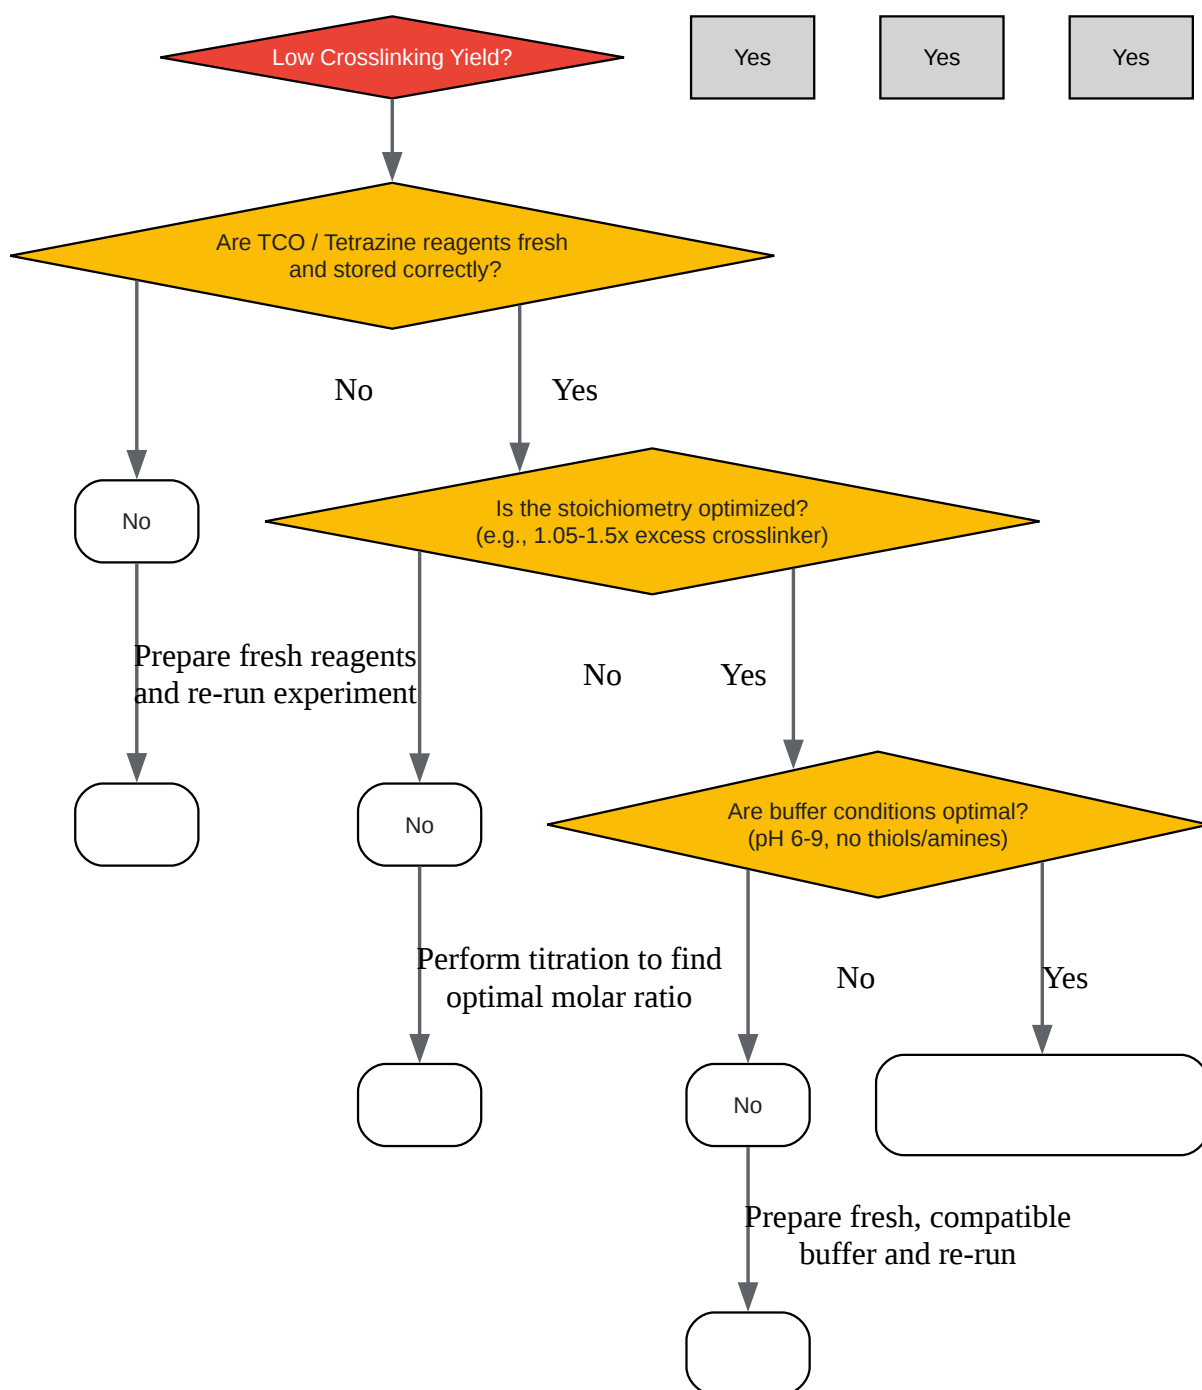 Low Crosslinking Yield?
Yes
Yes
Yes
Are TCO / Tetrazine reagents fresh
and stored correctly?
No
Yes
No
Is the stoichiometry optimized?
(e.g., 1.05-1.5x excess crosslinker)
Prepare fresh reagents
and re-run experiment
No
Yes
No
Are buffer conditions optimal?
(pH 6-9, no thiols/amines)
Perform titration to find
optimal molar ratio
No
Yes
No
Prepare fresh, compatible
buffer and re-run